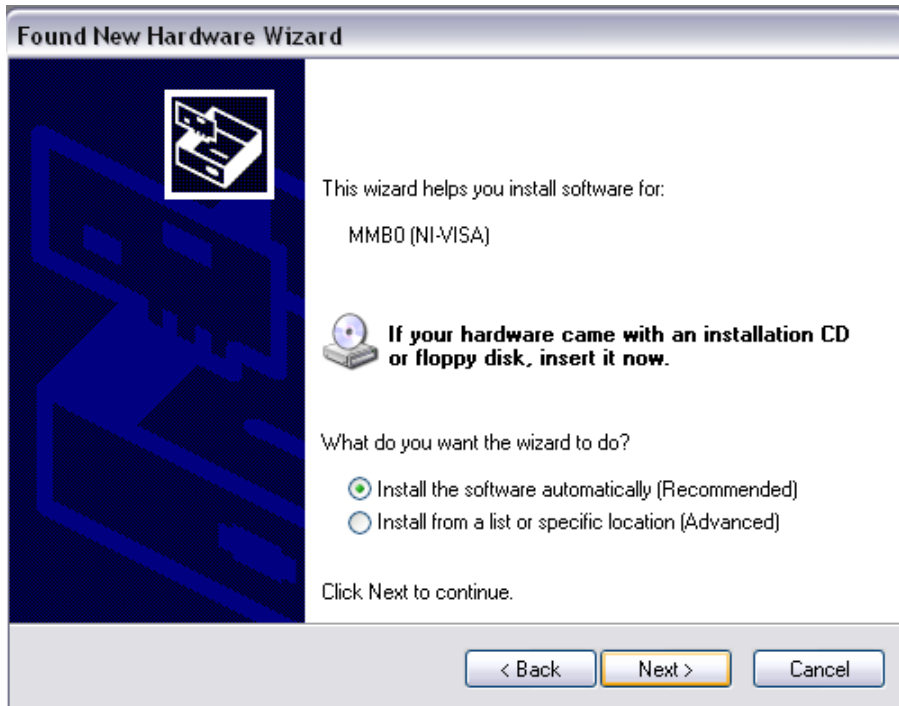 Found New Hardware Wizard
This wizard helps you install software for:
MMB0 (NI-VISA)
If your hardware came with an installation CD
or floppy disk, insert it now.
What do you want the wizard to do?
Install the software automatically (Recommended)
Install from a list or specific location (Advanced)
Click Next to continue.
< Back
Next >
Cancel